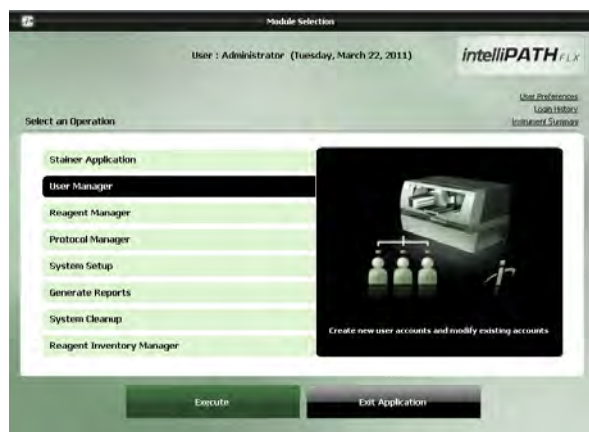 Module Selection
User : Administrator (Tuesday, March 22, 2011)
intelliPATH FLX
User Preferences
Login History
Instrument Summary
Select an Operation
Stainer Application
User Manager
Reagent Manager
Protocol Manager
System Setup
Generate Reports
System Cleanup
Reagent Inventory Manager
Create new user accounts and modify existing accounts
Execute
Exit Application